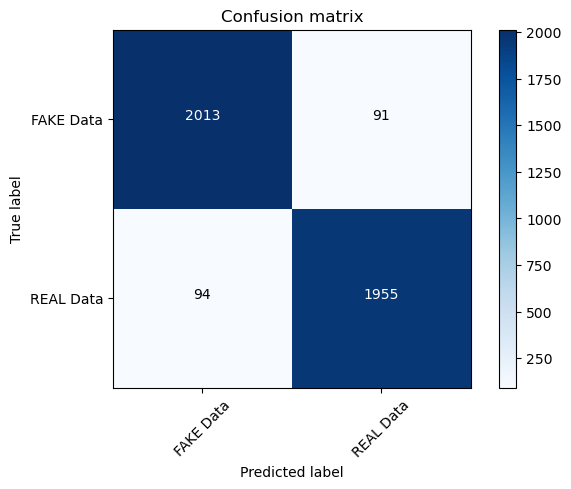 Confusion matrix
True label
FAKE Data
2013
91
REAL Data
94
1955
FAKE Data
REAL Data
Predicted label
2000
1750
1500
1250
1000
750
500
250